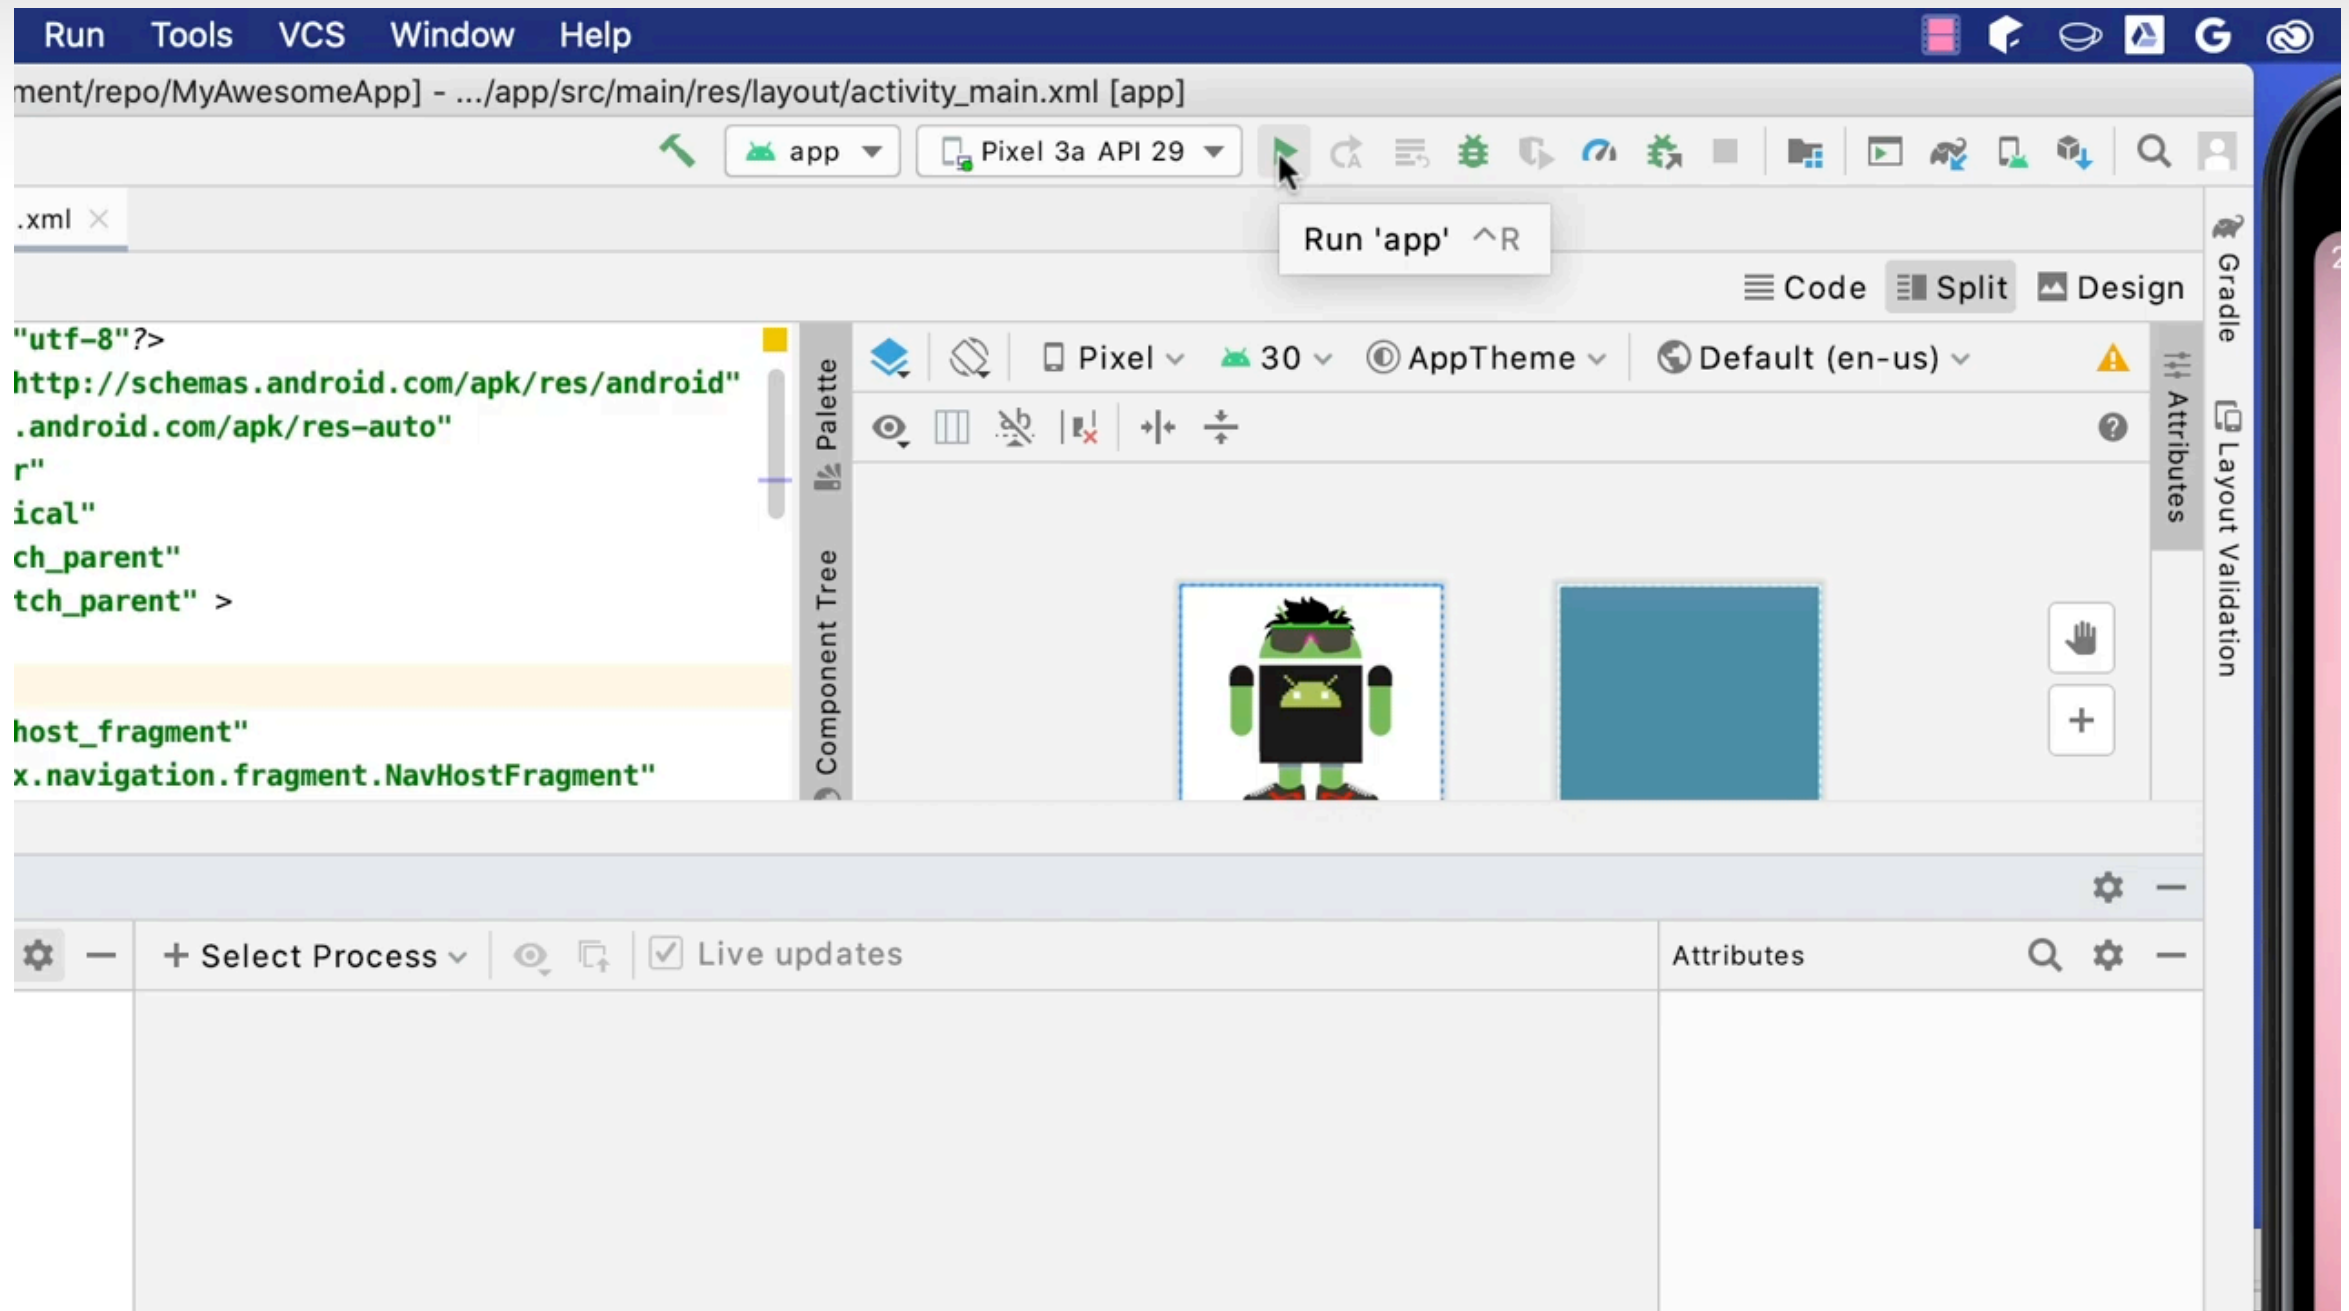 Run Tools VCS Window Help
ment/repo/MyAwesomeApp] - .../app/src/main/res/layout/activity_main.xml [app]
app Pixel 3a API 29
.xml
Run 'app' ^R
Code Split Design
"utf-8"?>
http://schemas.android.com/apk/res/android"
.android.com/apk/res-auto"
r"
ical"
ch_parent"
tch_parent" >
host_fragment"
x.navigation.fragment.NavHostFragment"
Palette
Component Tree
Pixel 30 AppTheme Default (en-us)
Attributes
Gradle
Layout Validation
+ Select Process Live updates
Attributes